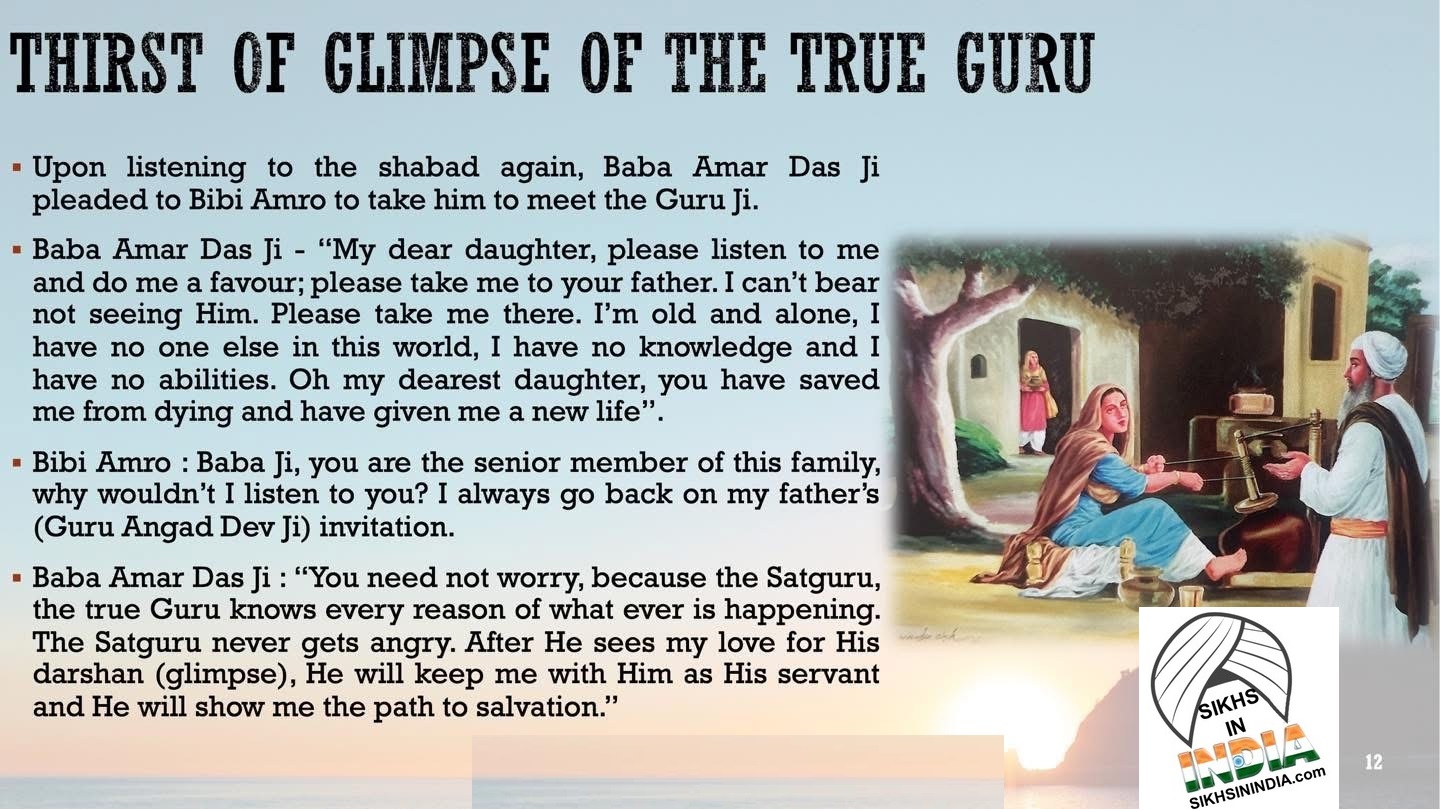 THIRST OF GLIMPSE OF THE TRUE GURU
Upon listening to the shabad again, Baba Amar Das Ji
pleaded to Bibi Amro to take him to meet the Guru Ji.
Baba Amar Das Ji - “My dear daughter, please listen to me
and do me a favour; please take me to your father. I can’t bear
not seeing Him. Please take me there. I’m old and alone, I
have no one else in this world, I have no knowledge and I
have no abilities. Oh my dearest daughter, you have saved
me from dying and have given me a new life”.
Bibi Amro : Baba Ji, you are the senior member of this family,
why wouldn’t I listen to you? I always go back on my father’s
(Guru Angad Dev Ji) invitation.
Baba Amar Das Ji : “You need not worry, because the Satguru,
the true Guru knows every reason of what ever is happening.
The Satguru never gets angry. After He sees my love for His
darshan (glimpse), He will keep me with Him as His servant
and He will show me the path to salvation.”
SIKHS
IN
INDIA
SIKHSININDIA.com
12